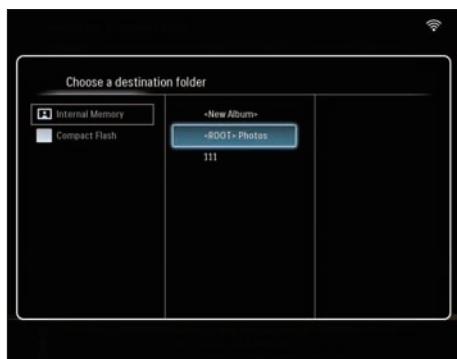 Choose a destination folder
Internal Memory
Compact Flash
<New Album>
<ROOT> Photos
111